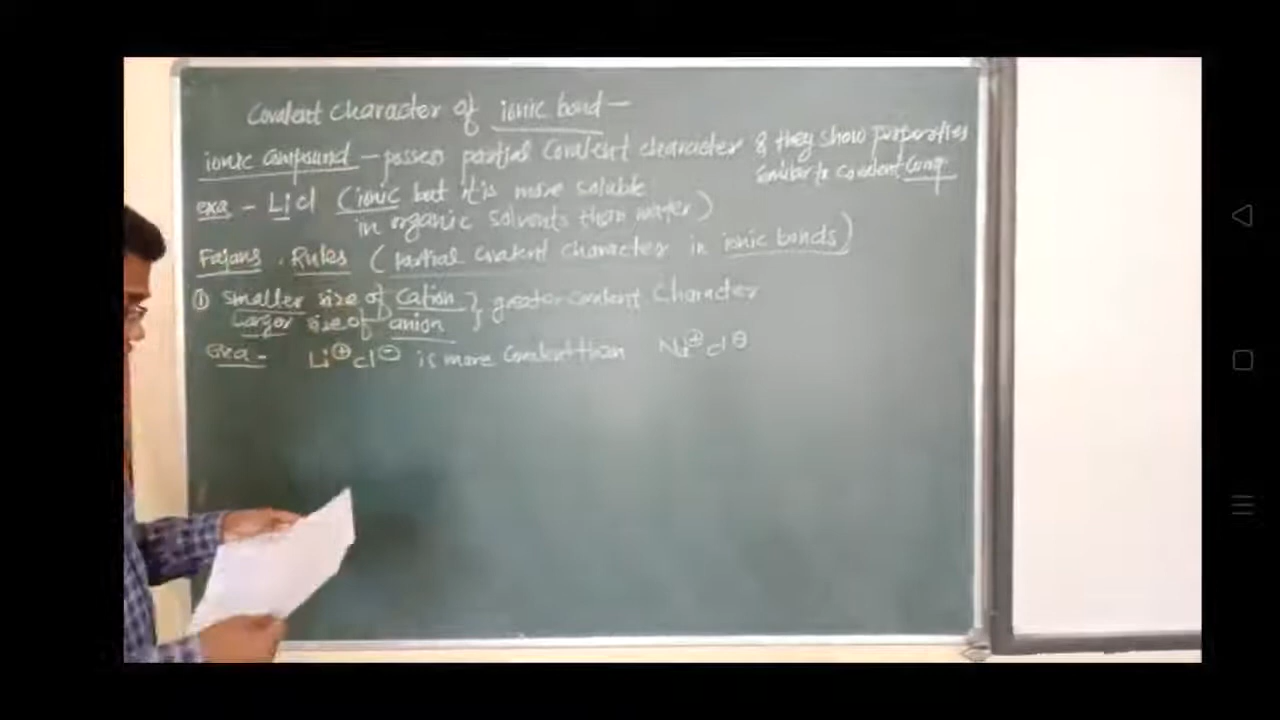 Covalent character of ionic bond –
ionic compound – possess partial covalent character & they show properties
similar to covalent comp
exa – Licl (ionic but it is more soluble
in organic solvents than water)
Fajans Rules (partial covalent character in ionic bonds)
① smaller size of cation } greater covalent character
Larger size of anion
exa – Li⊕cl⊖ is more covalent than Na⊕cl⊖